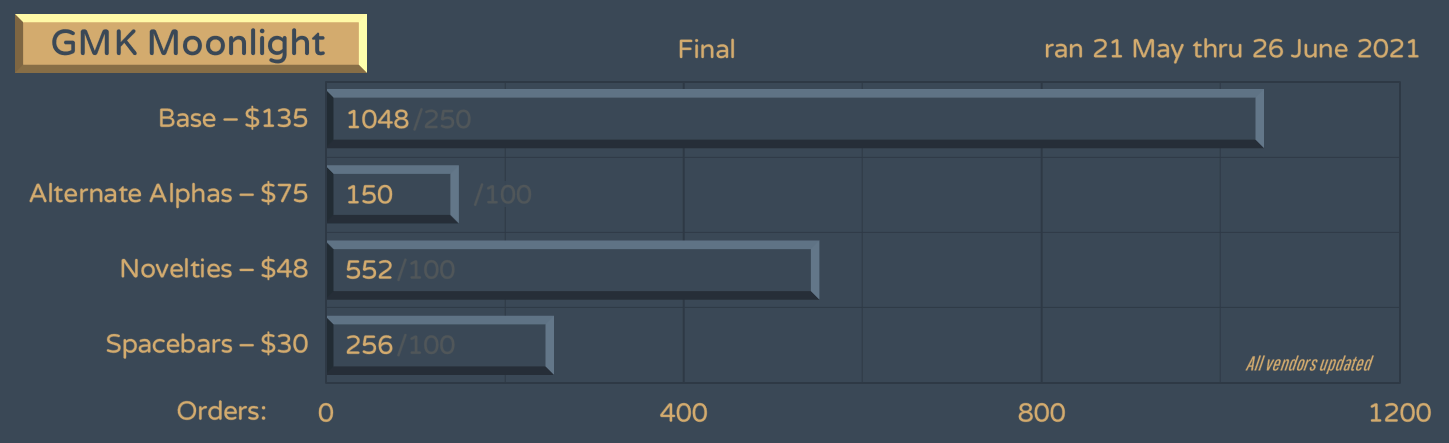 GMK Moonlight
Final
ran 21 May thru 26 June 2021
Base – $135
1048 /250
Alternate Alphas – $75
150 /100
Novelties – $48
552 /100
Spacebars – $30
256 /100
All vendors updated
Orders: 0 400 800 1200